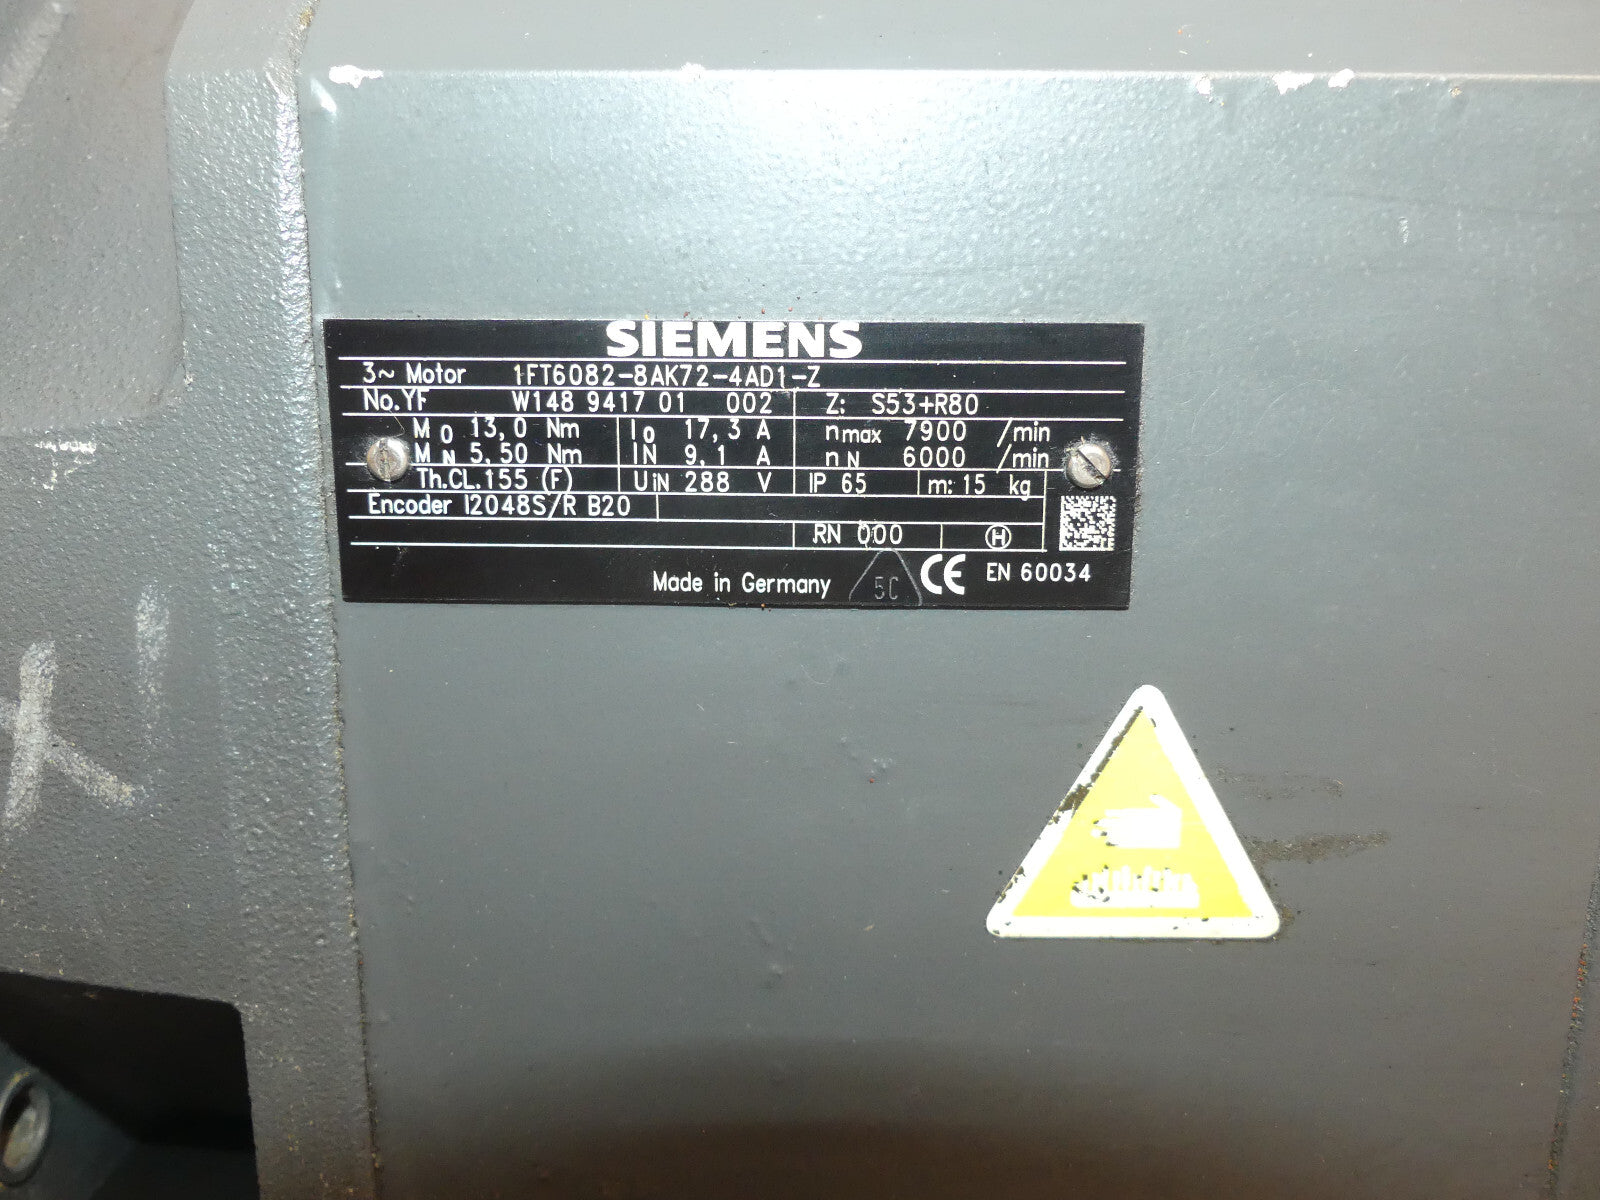 SIEMENS
3~ Motor 1FT6082-8AK72-4AD1-Z
No.YF W148 9417 01 002 Z: S53+R80
M0 13,0 Nm I0 17,3 A nmax 7900 /min
MN 5,50 Nm IN 9,1 A nN 6000 /min
Th.CL.155 (F) UiN 288 V IP 65 m: 15 kg
Encoder I2048S/R B20
RN 000 H
Made in Germany 5C CE EN 60034